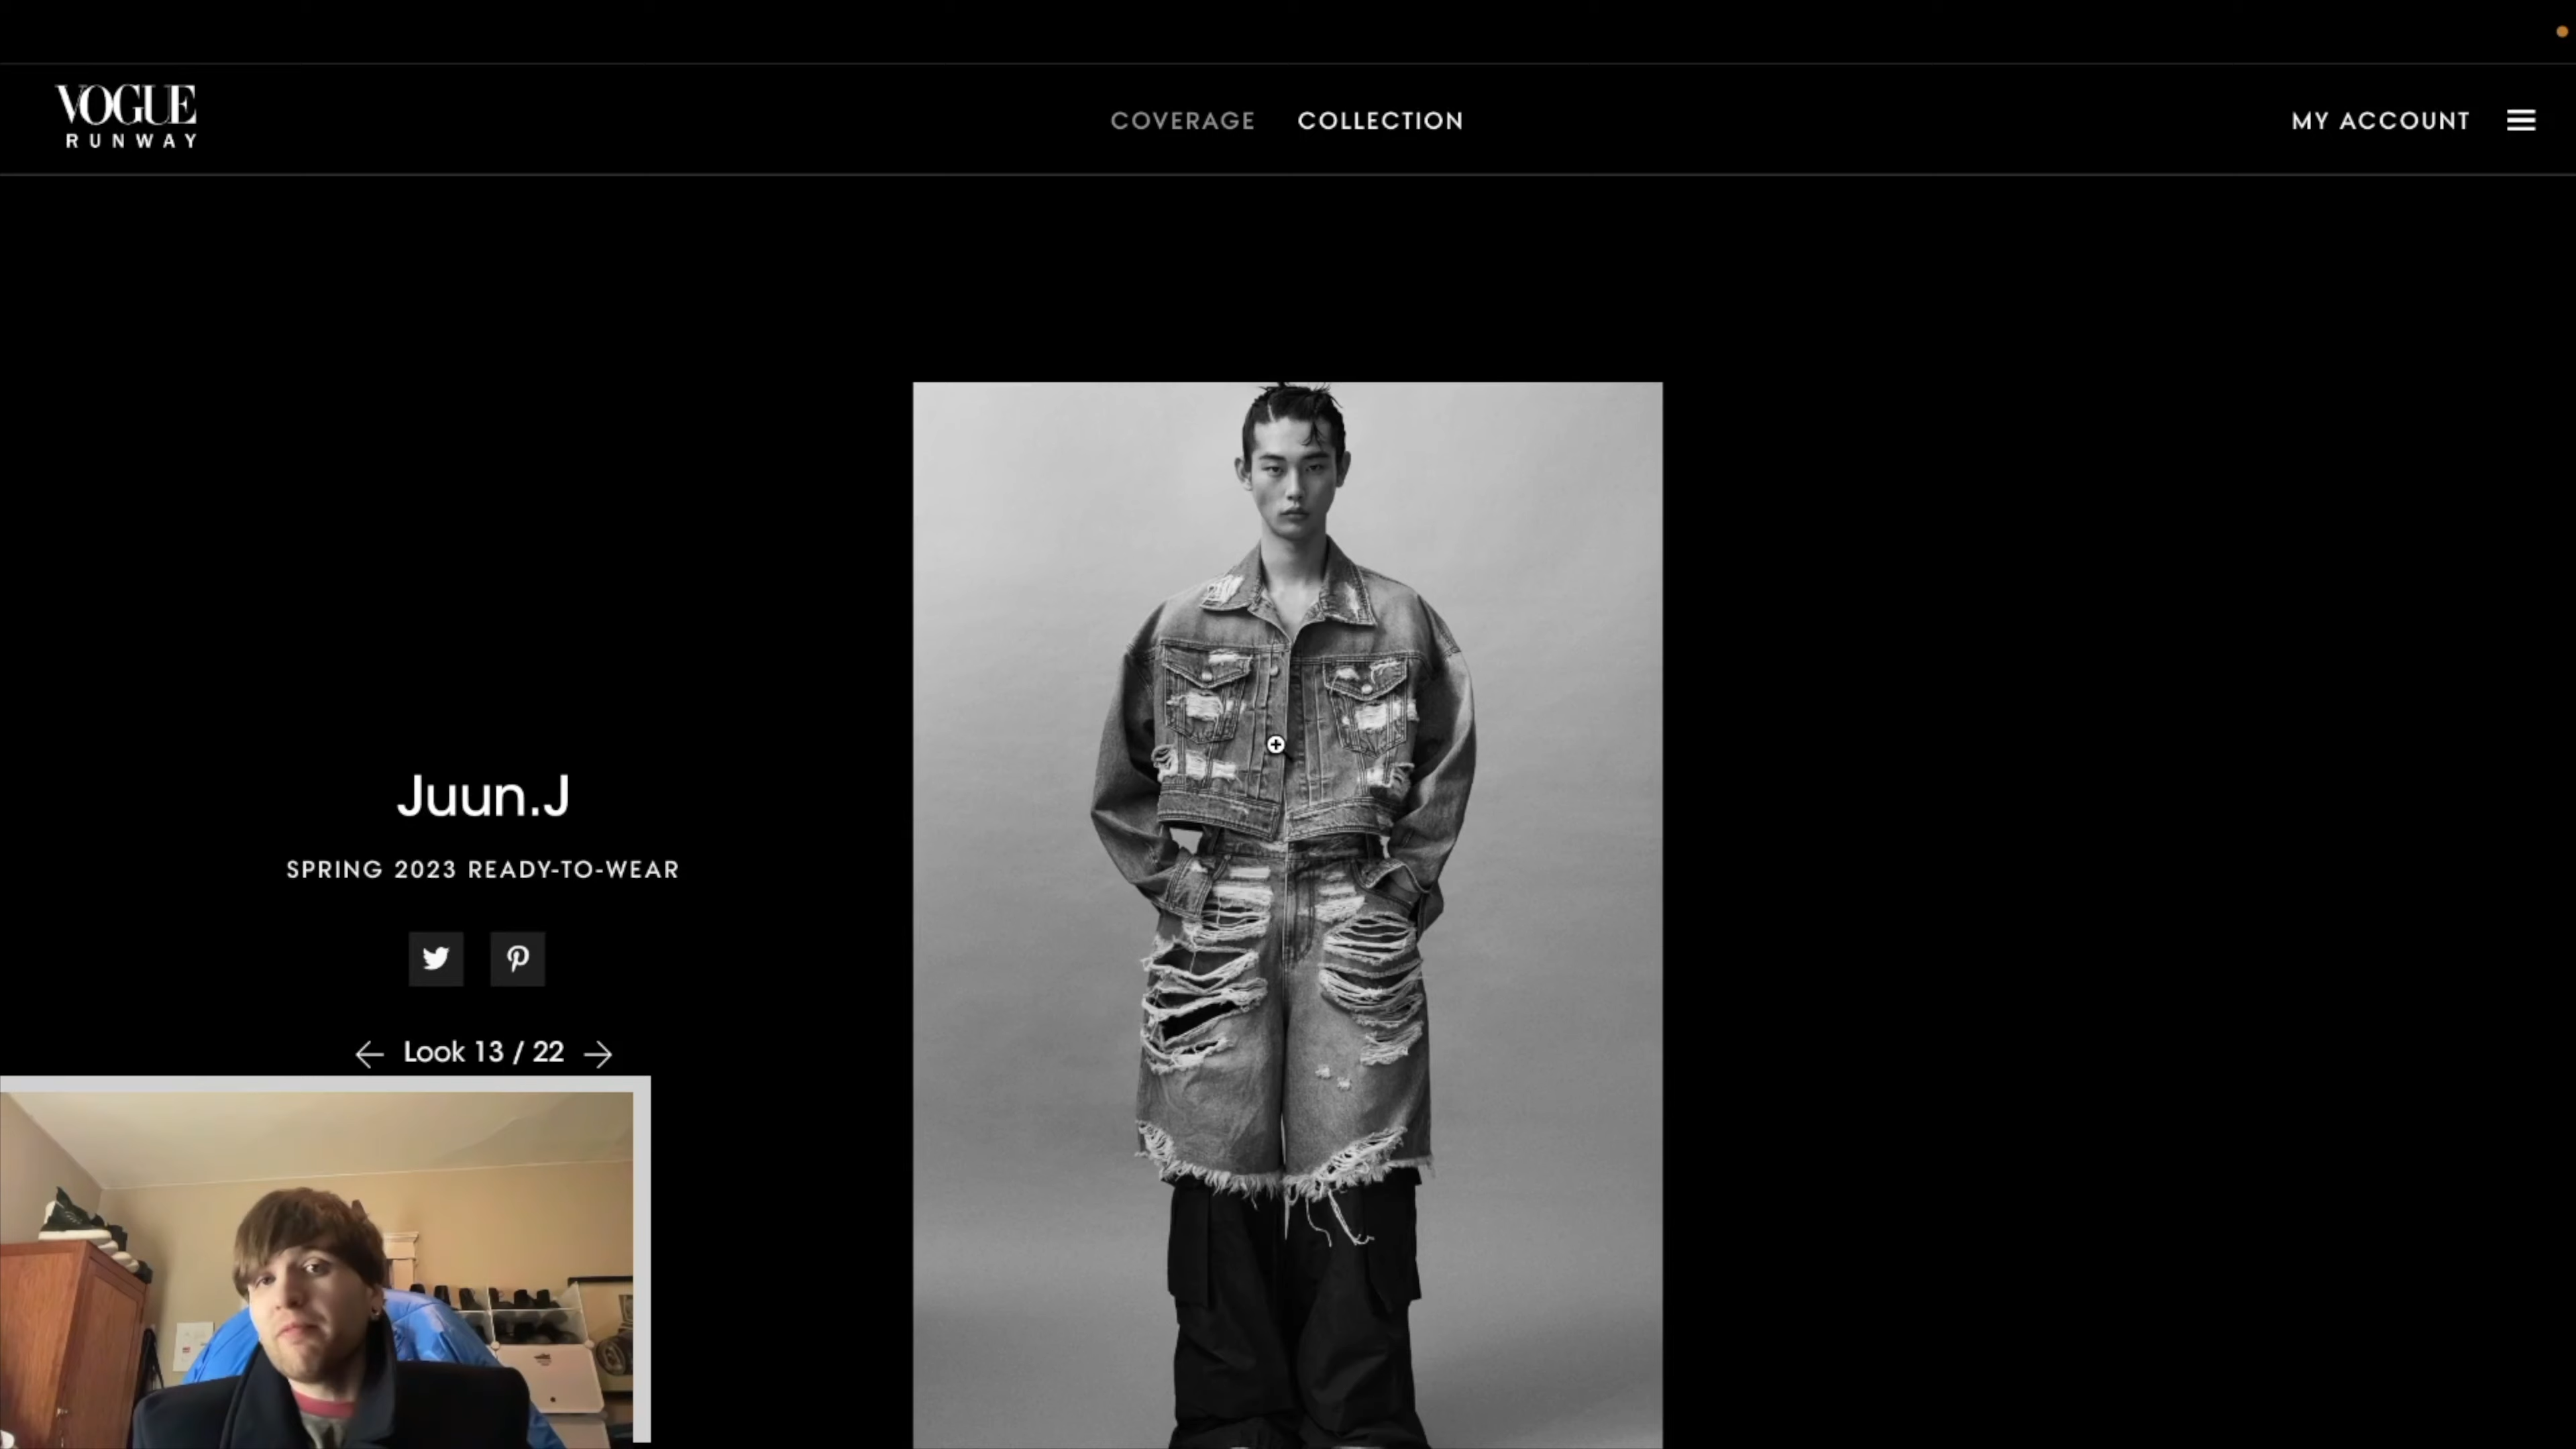 VOGUE
RUNWAY
COVERAGE COLLECTION
MY ACCOUNT
Juun.J
SPRING 2023 READY-TO-WEAR
Look 13 / 22